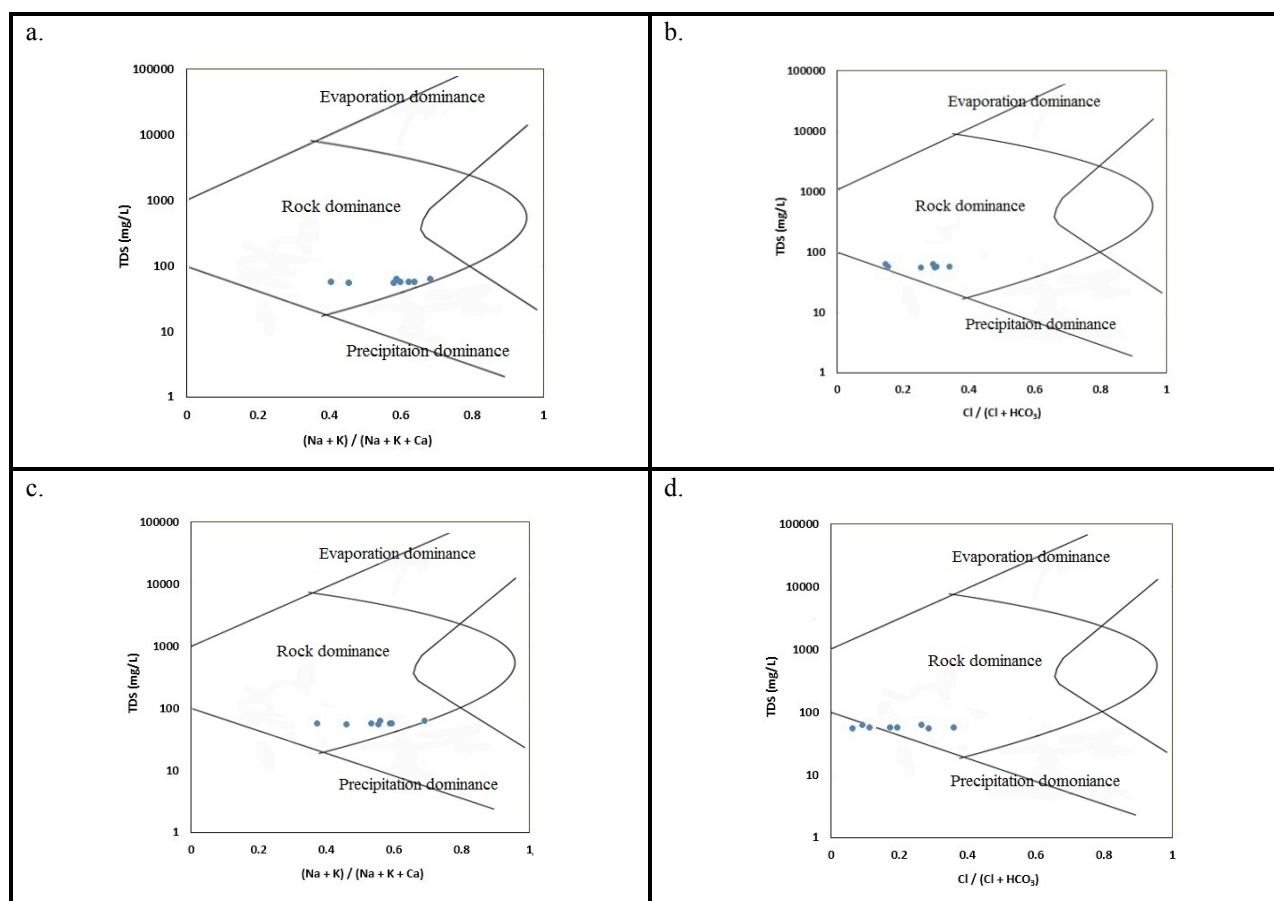 a.
100000
10000
1000
100
10
1
TDS (mg/L)
Evaporation dominance
Rock dominance
Precipitaion dominance
0 0.2 0.4 0.6 0.8 1
(Na + K) / (Na + K + Ca)
b.
100000
10000
1000
100
10
1
TDS (mg/L)
Evaporation dominance
Rock dominance
Precipitaion dominance
0 0.2 0.4 0.6 0.8 1
Cl / (Cl + HCO₃)
c.
100000
10000
1000
100
10
1
TDS (mg/L)
Evaporation dominance
Rock dominance
Precipitation dominance
0 0.2 0.4 0.6 0.8 1
(Na + K) / (Na + K + Ca)
d.
100000
10000
1000
100
10
1
TDS (mg/L)
Evaporation dominance
Rock dominance
Precipitation domoniance
0 0.2 0.4 0.6 0.8 1
Cl / (Cl + HCO₃)